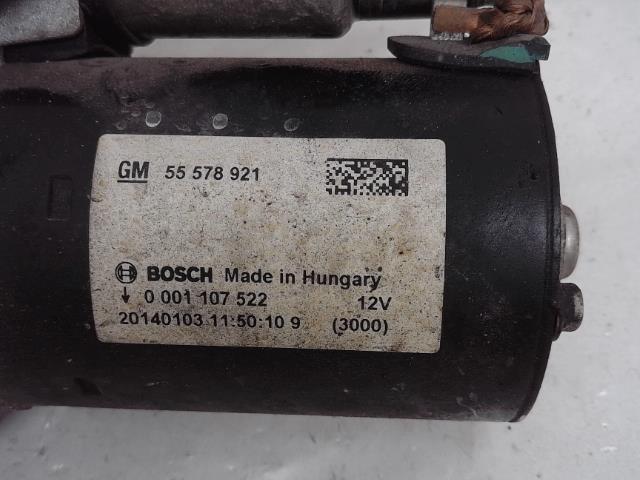 GM 55 578 921
BOSCH Made in Hungary
0 001 107 522 12V
20140103 11:50:10 9 (3000)